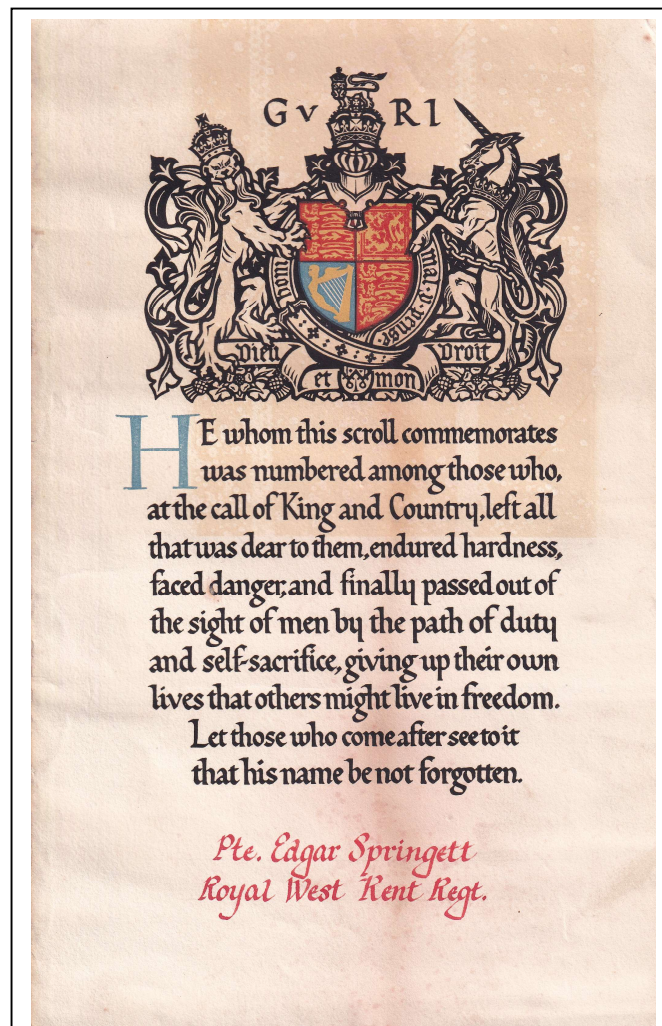 G V R I
Honi mal·y·pense
Dieu et mon Droit
HE whom this scroll commemorates
was numbered among those who,
at the call of King and Country, left all
that was dear to them, endured hardness,
faced danger, and finally passed out of
the sight of men by the path of duty
and self-sacrifice, giving up their own
lives that others might live in freedom.
Let those who come after see to it
that his name be not forgotten.
Pte. Edgar Springett
Royal West Kent Regt.